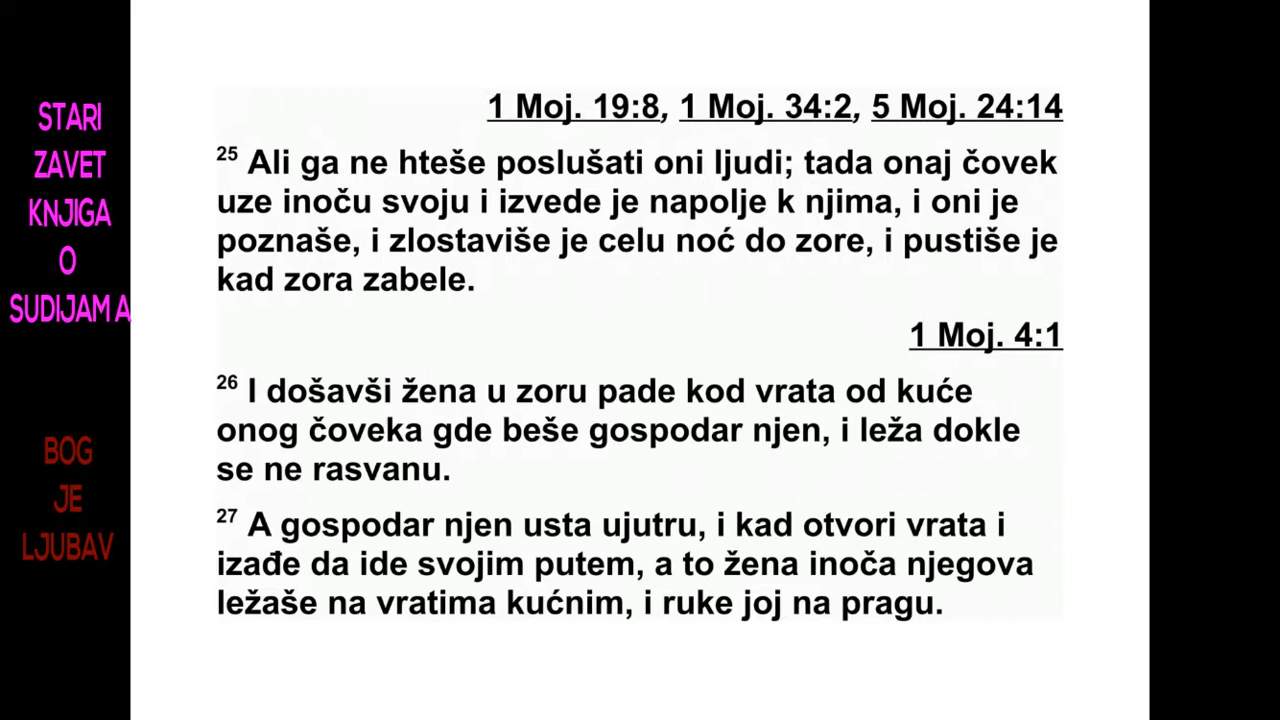 STARI
ZAVET
KNJIGA
O
SUDIJAMA
BOG
JE
LJUBAV
1 Moj. 19:8, 1 Moj. 34:2, 5 Moj. 24:14
25 Ali ga ne hteše poslušati oni ljudi; tada onaj čovek
uze inoču svoju i izvede je napolje k njima, i oni je
poznaše, i zlostaviše je celu noć do zore, i pustiše je
kad zora zabele.
1 Moj. 4:1
26 I došavši žena u zoru pade kod vrata od kuće
onog čoveka gde beše gospodar njen, i leža dokle
se ne rasvanu.
27 A gospodar njen usta ujutru, i kad otvori vrata i
izađe da ide svojim putem, a to žena inoča njegova
ležaše na vratima kućnim, i ruke joj na pragu.